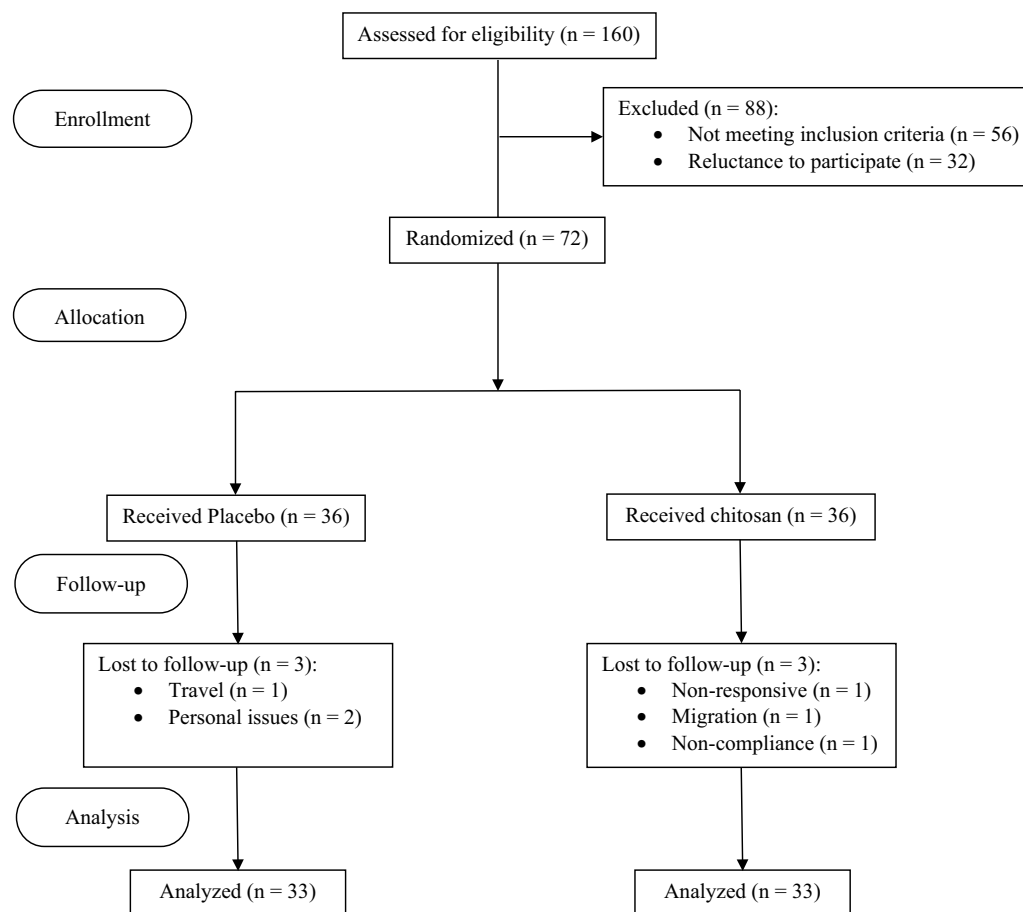 Assessed for eligibility (n = 160)
Enrollment
Excluded (n = 88):
• Not meeting inclusion criteria (n = 56)
• Reluctance to participate (n = 32)
Randomized (n = 72)
Allocation
Received Placebo (n = 36)
Received chitosan (n = 36)
Follow-up
Lost to follow-up (n = 3):
• Travel (n = 1)
• Personal issues (n = 2)
Lost to follow-up (n = 3):
• Non-responsive (n = 1)
• Migration (n = 1)
• Non-compliance (n = 1)
Analysis
Analyzed (n = 33)
Analyzed (n = 33)